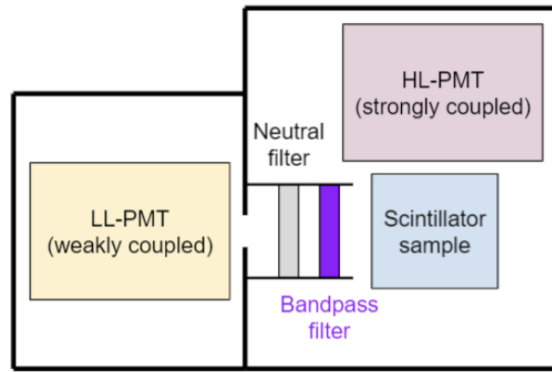 HL-PMT
(strongly coupled)
Neutral
filter
LL-PMT
(weakly coupled)
Scintillator
sample
Bandpass
filter